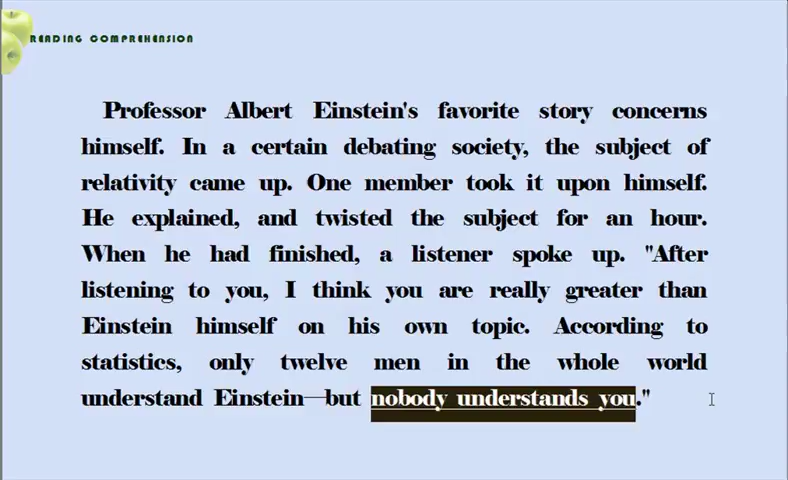 READING COMPREHENSION
Professor Albert Einstein's favorite story concerns
himself. In a certain debating society, the subject of
relativity came up. One member took it upon himself.
He explained, and twisted the subject for an hour.
When he had finished, a listener spoke up. "After
listening to you, I think you are really greater than
Einstein himself on his own topic. According to
statistics, only twelve men in the whole world
understand Einstein—but nobody understands you."